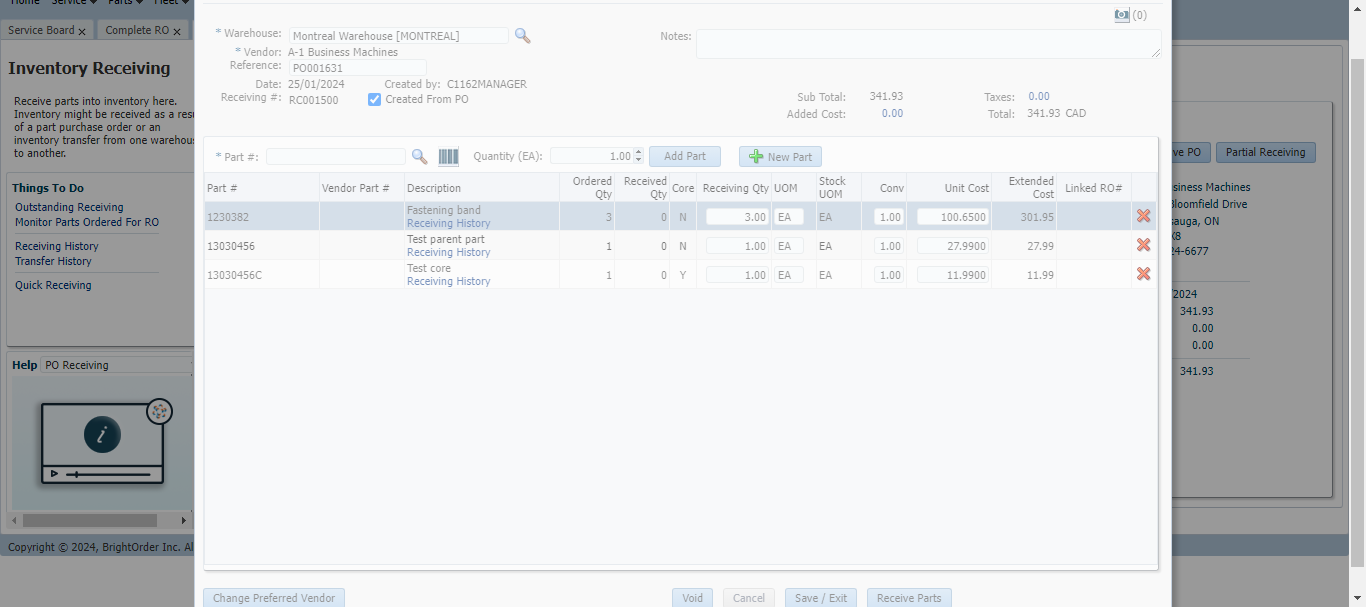 Home Service Parts Fleet
Service Board x Complete RO x
Inventory Receiving
Receive parts into inventory here.
Inventory might be received as a resu
of a part purchase order or an
inventory transfer from one warehous
to another.
Things To Do
Outstanding Receiving
Monitor Parts Ordered For RO
Receiving History
Transfer History
Quick Receiving
Help PO Receiving
Copyright © 2024, BrightOrder Inc. Al
(0)
* Warehouse: Montreal Warehouse [MONTREAL] Notes:
* Vendor: A-1 Business Machines
Reference: PO001631
Date: 25/01/2024 Created by: C1162MANAGER
Receiving #: RC001500 Created From PO
Sub Total: 341.93 Taxes: 0.00
Added Cost: 0.00 Total: 341.93 CAD
* Part #: Quantity (EA): 1.00 Add Part New Part
Part # Vendor Part # Description Ordered Qty Received Qty Core Receiving Qty UOM Stock UOM Conv Unit Cost Extended Cost Linked RO#
1230382 Fastening band 3 0 N 3.00 EA EA 1.00 100.6500 301.95
Receiving History
13030456 Test parent part 1 0 N 1.00 EA EA 1.00 27.9900 27.99
Receiving History
13030456C Test core 1 0 Y 1.00 EA EA 1.00 11.9900 11.99
Receiving History
Change Preferred Vendor Void Cancel Save / Exit Receive Parts
ve PO Partial Receiving
siness Machines
loomfield Drive
sauga, ON
K8
24-6677
/2024
341.93
0.00
0.00
341.93